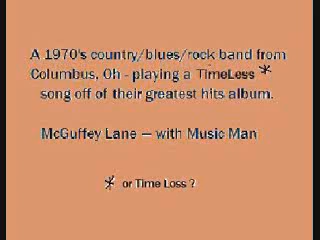 A 1970's country/blues/rock band from
Columbus, Oh - playing a TimeLess *
song off of their greatest hits album.
McGuffey Lane – with Music Man
* or Time Loss ?